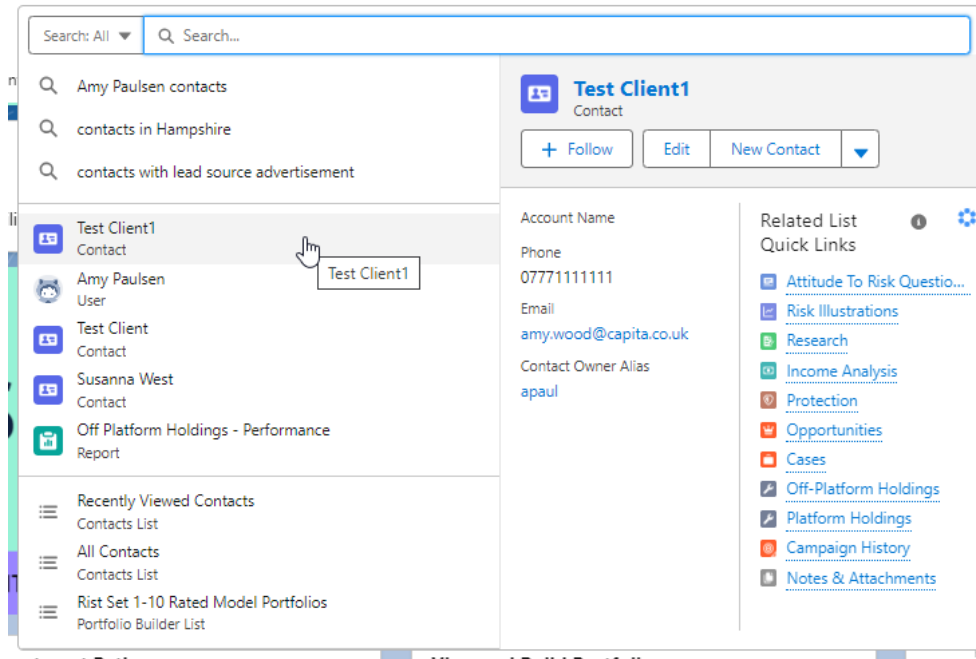 Search: All
Search...
Amy Paulsen contacts
contacts in Hampshire
contacts with lead source advertisement
Test Client1
Contact
Test Client1
Amy Paulsen
User
Test Client
Contact
Susanna West
Contact
Off Platform Holdings - Performance
Report
Recently Viewed Contacts
Contacts List
All Contacts
Contacts List
Rist Set 1-10 Rated Model Portfolios
Portfolio Builder List
Test Client1
Contact
+ Follow
Edit
New Contact
Account Name
Phone
07771111111
Email
amy.wood@capita.co.uk
Contact Owner Alias
apaul
Related List
Quick Links
Attitude To Risk Questio...
Risk Illustrations
Research
Income Analysis
Protection
Opportunities
Cases
Off-Platform Holdings
Platform Holdings
Campaign History
Notes & Attachments